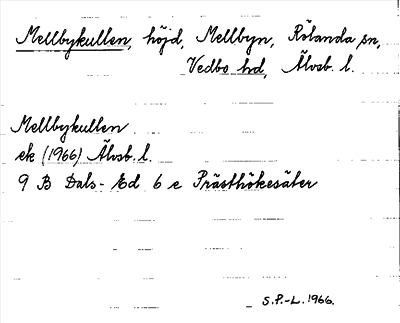 Mellbykullen, höjd, Mellbyn, Rölanda sn,
Vedbo hd, Älvsb. l.
Mellbykullen
ek (1966) Älvsb. l.
9 B Dals-Ed 6 e Prästhökesäter
S.P.-L. 1966.